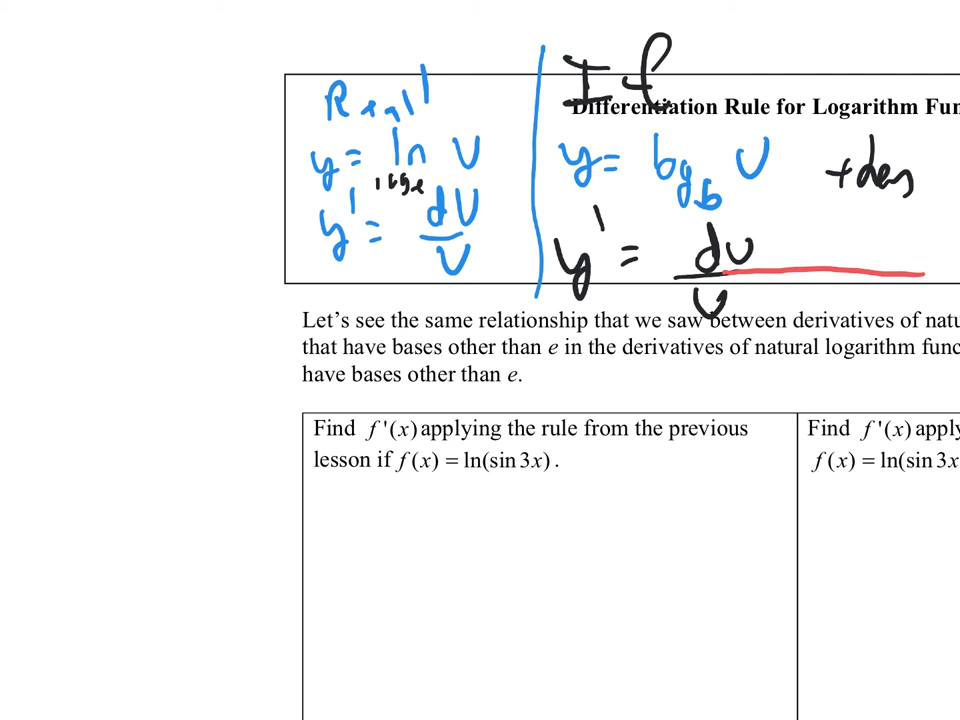 Recall
If
Differentiation Rule for Logarithm Fun
y = ln u
loge
y = logb u
then
y' = du/u
y' = du/u
Let's see the same relationship that we saw between derivatives of natu
that have bases other than e in the derivatives of natural logarithm func
have bases other than e.
Find f'(x) applying the rule from the previous
lesson if f(x) = ln(sin 3x).
Find f'(x) apply
f(x) = ln(sin 3x